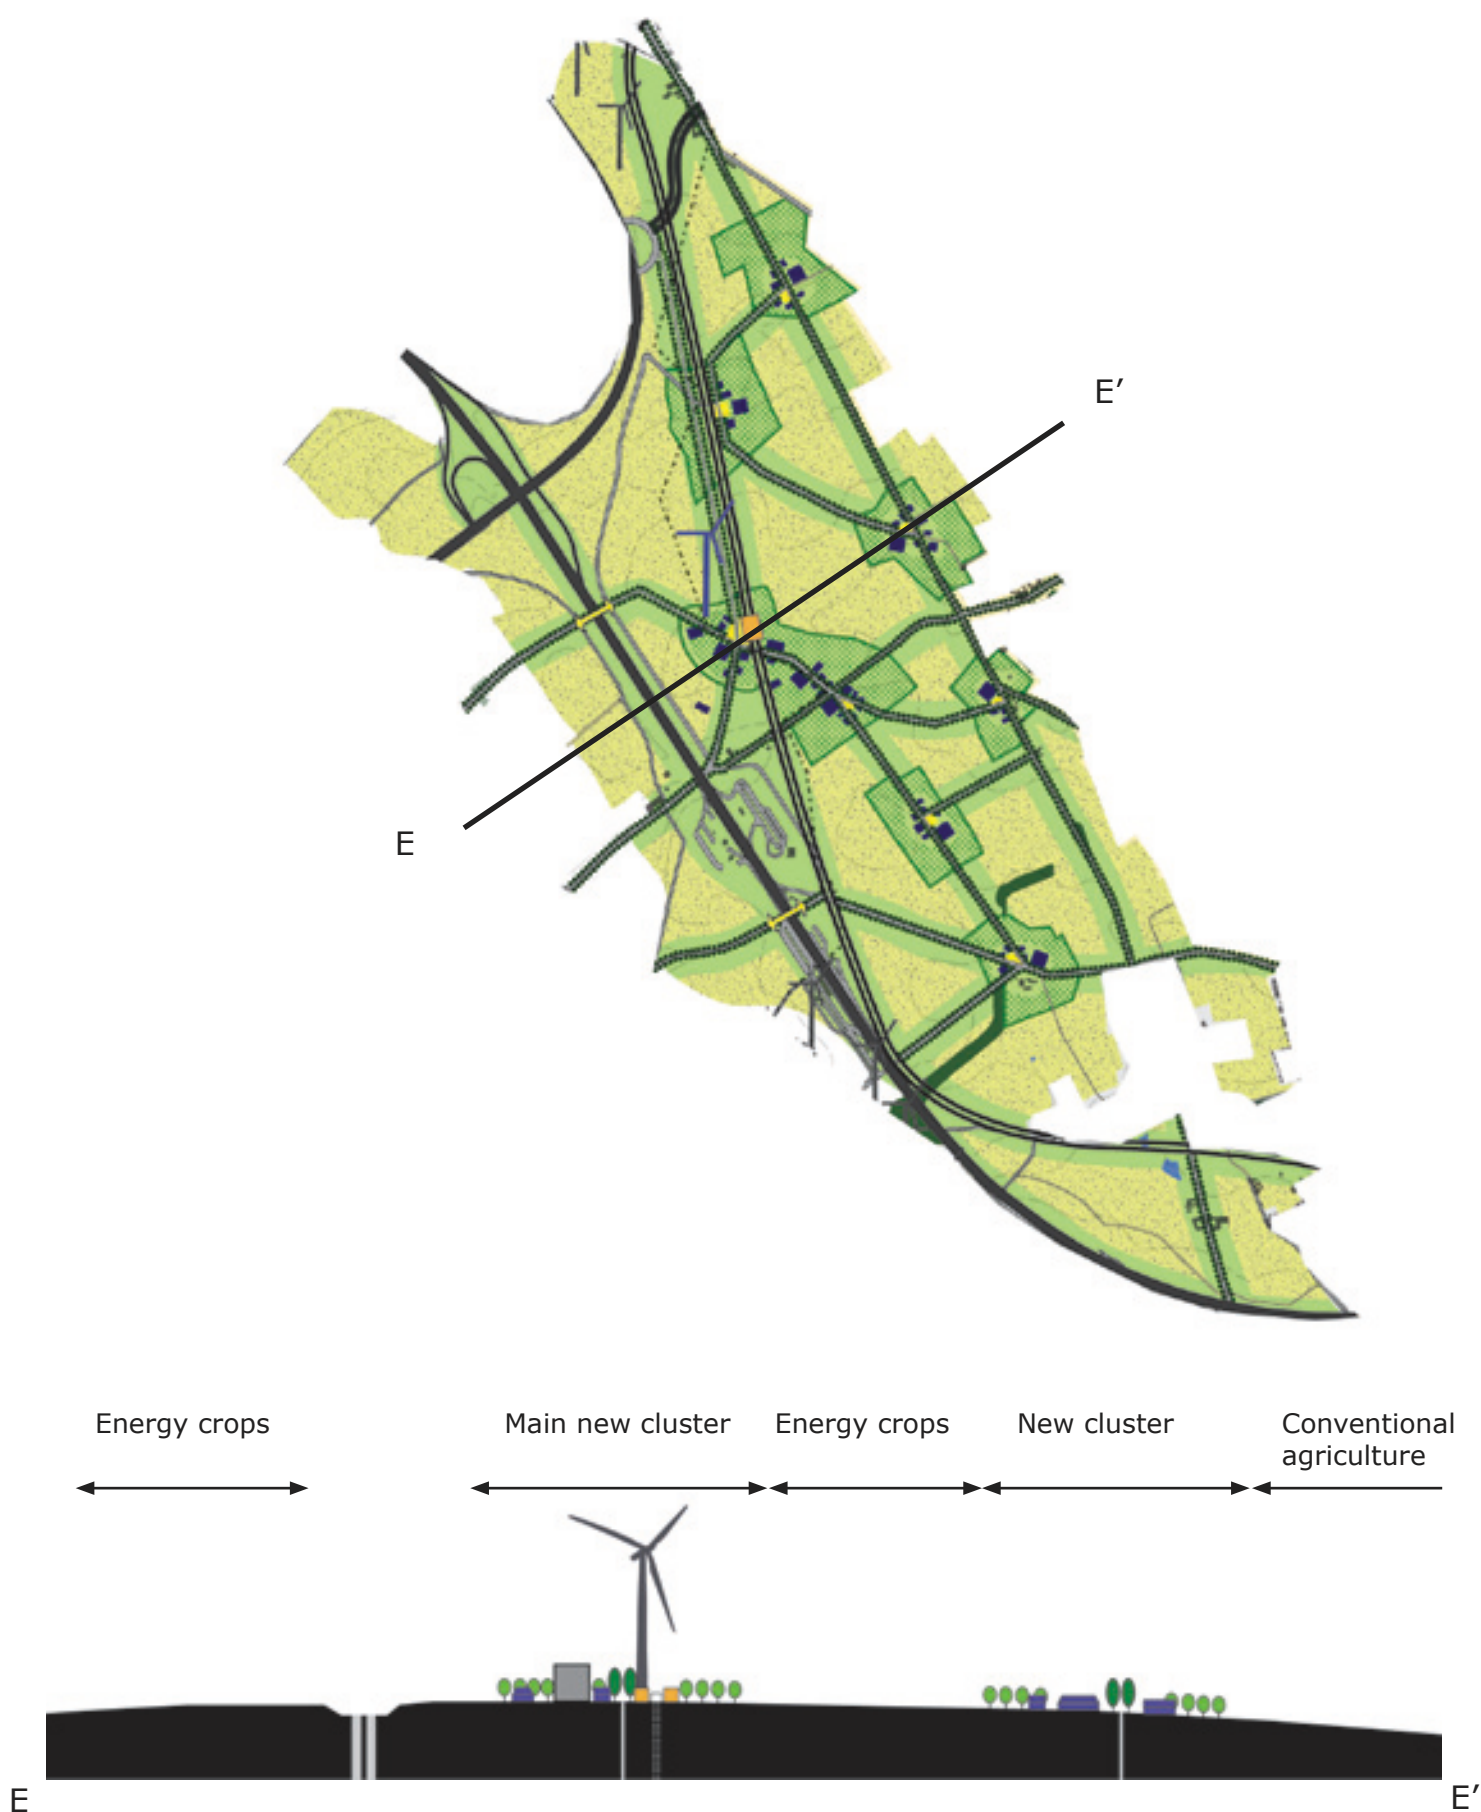 E’
E
Energy crops
Main new cluster
Energy crops
New cluster
Conventional
agriculture
E
E’